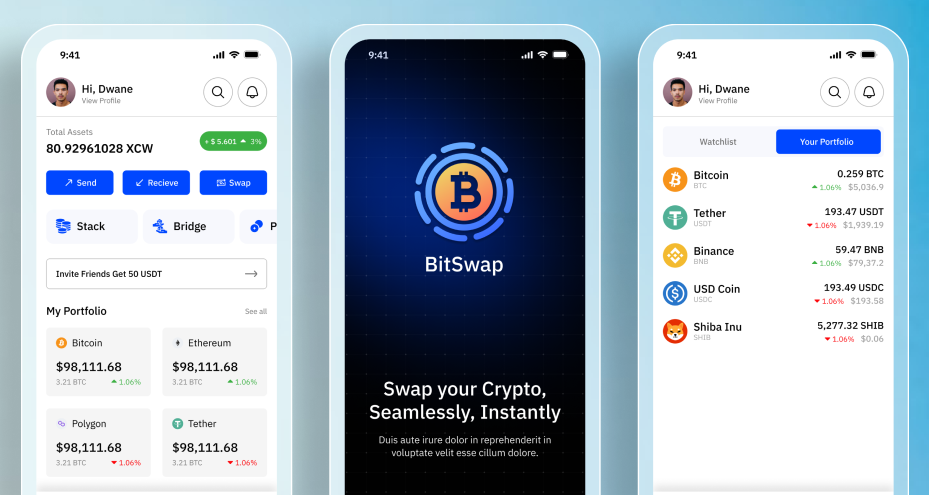 9:41
Hi, Dwane
View Profile
Total Assets
80.92961028 XCW
+ $ 5.601 3%
Send
Recieve
Swap
Stack
Bridge
P
Invite Friends Get 50 USDT
My Portfolio
See all
Bitcoin
$98,111.68
3.21 BTC
1.06%
Ethereum
$98,111.68
3.21 BTC
1.06%
Polygon
$98,111.68
3.21 BTC
1.06%
Tether
$98,111.68
3.21 BTC
1.06%
9:41
BitSwap
Swap your Crypto,
Seamlessly, Instantly
Duis aute irure dolor in reprehenderit in
voluptate velit esse cillum dolore.
9:41
Hi, Dwane
View Profile
Watchlist
Your Portfolio
Bitcoin
0.259 BTC
BTC
1.06% $5,036.9
Tether
193.47 USDT
USDT
1.06% $1,939.19
Binance
59.47 BNB
BNB
1.06% $79,37.2
USD Coin
193.49 USDC
USDC
1.06% $193.58
Shiba Inu
5,277.32 SHIB
SHIB
1.06% $0.06